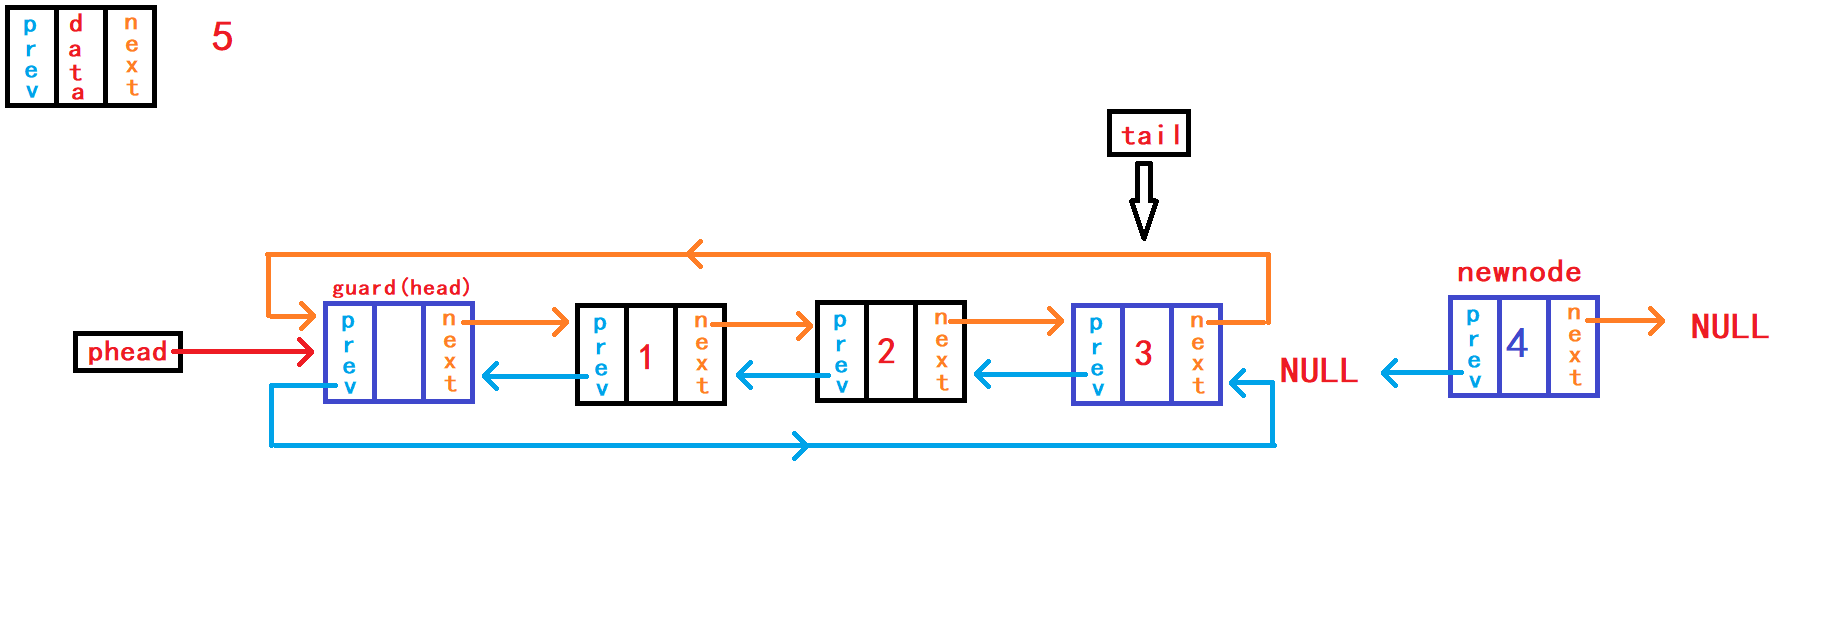 prev data next 5
tail
guard(head)
newnode
phead
prev next
prev 1 next
prev 2 next
prev 3 next
NULL
prev 4 next
NULL